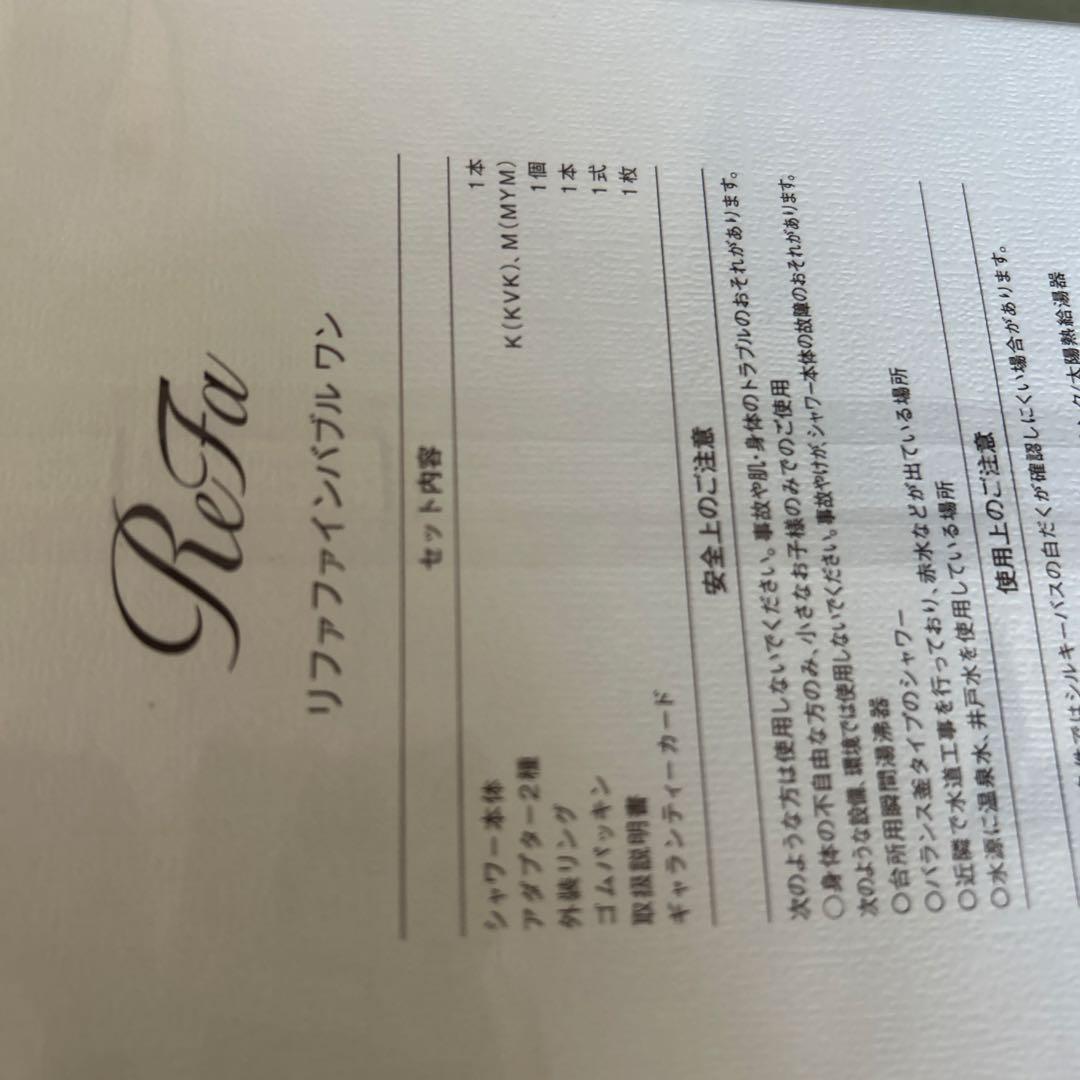 ReFa
リファファインバブル ワン
セット内容
シャワー本体 1本
アダプター2種 K(KVK)、M(MYM)
外装リング 1個
ゴムパッキン 1本
取扱説明書 1式
ギャランティーカード 1枚
安全上のご注意
次のような方は使用しないでください。事故や肌・身体のトラブルのおそれがあります。
○身体の不自由な方のみ、小さなお子様のみでのご使用
次のような設備、環境では使用しないでください。事故やけが、シャワー本体の故障のおそれがあります。
○台所用瞬間湯沸器
○バランス釜タイプのシャワー
○近隣で水道工事を行っており、赤水などが出ている場所
○水源に温泉水、井戸水を使用している場所
使用上のご注意
ではシルキーバスの白だくが確認しにくい場合があります。
ク/太陽熱給湯器